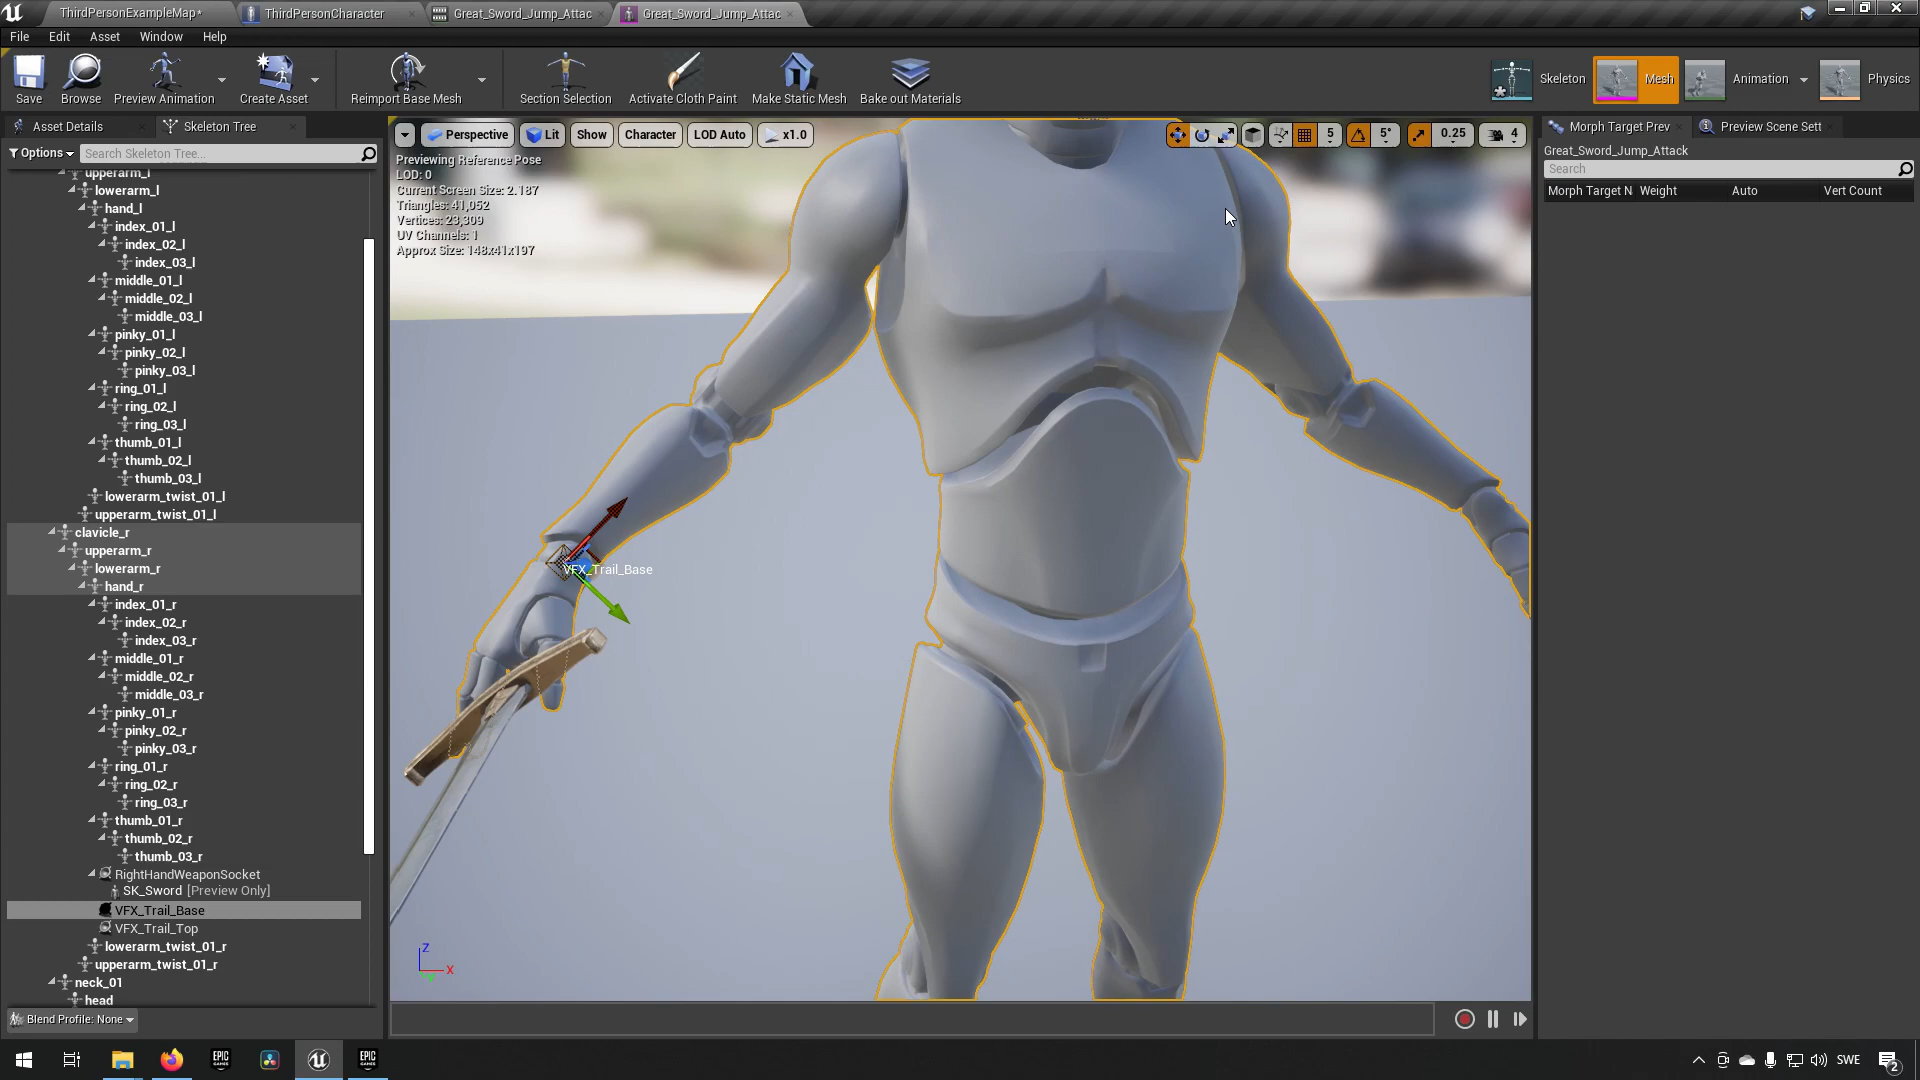 ThirdPersonExampleMap*
ThirdPersonCharacter
Great_Sword_Jump_Attac
Great_Sword_Jump_Attac
File Edit Asset Window Help
Save
Browse
Preview Animation
Create Asset
Reimport Base Mesh
Section Selection
Activate Cloth Paint
Make Static Mesh
Bake out Materials
Skeleton
Mesh
Animation
Physics
Asset Details
Skeleton Tree
Options
Search Skeleton Tree...
upperarm_l
lowerarm_l
hand_l
index_01_l
index_02_l
index_03_l
middle_01_l
middle_02_l
middle_03_l
pinky_01_l
pinky_02_l
pinky_03_l
ring_01_l
ring_02_l
ring_03_l
thumb_01_l
thumb_02_l
thumb_03_l
lowerarm_twist_01_l
upperarm_twist_01_l
clavicle_r
upperarm_r
lowerarm_r
hand_r
index_01_r
index_02_r
index_03_r
middle_01_r
middle_02_r
middle_03_r
pinky_01_r
pinky_02_r
pinky_03_r
ring_01_r
ring_02_r
ring_03_r
thumb_01_r
thumb_02_r
thumb_03_r
RightHandWeaponSocket
SK_Sword [Preview Only]
VFX_Trail_Base
VFX_Trail_Top
lowerarm_twist_01_r
upperarm_twist_01_r
neck_01
head
Blend Profile: None
Perspective Lit Show Character LOD Auto x1.0
5 5° 0.25 4
Previewing Reference Pose
LOD: 0
Current Screen Size: 2.187
Triangles: 41,052
Vertices: 23,309
UV Channels: 1
Approx Size: 148x41x197
VFX_Trail_Base
Z
X
Morph Target Prev
Preview Scene Sett
Great_Sword_Jump_Attack
Search
Morph Target N Weight Auto Vert Count
EPIC GAMES
EPIC GAMES
SWE
2